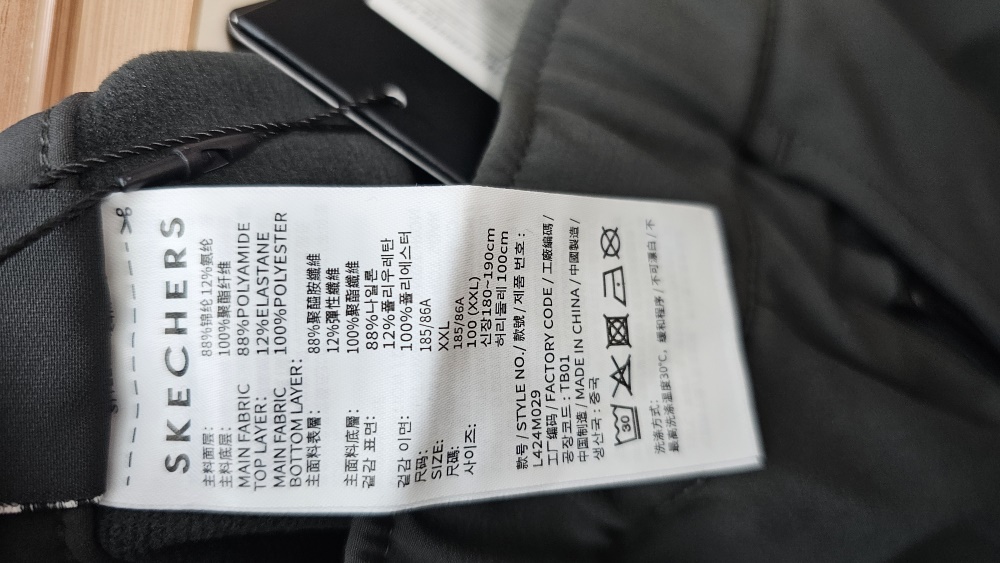 SKECHERS
主料面层: 88%锦纶12%氨纶
主料底层: 100%聚酯纤维
MAIN FABRIC 88%POLYAMIDE
TOP LAYER: 12%ELASTANE
MAIN FABRIC 100%POLYESTER
BOTTOM LAYER:
主面料表層: 88%聚醯胺纖維
12%彈性纖維
主面料底層: 100%聚酯纖維
겉감 표면: 88%나일론
12%폴리우레탄
겉감 이면: 100%폴리에스터
尺码: 185/86A
SIZE: XXL
尺碼: 185/86A
사이즈: 100 (XXL)
신장180~190cm
허리둘레 100cm
款号 / STYLE NO./ 款號 / 제품 번호 :
L424M029
工厂编码 / FACTORY CODE / 工廠編碼 /
공장코드 : TB01
中国制造 / MADE IN CHINA / 中國製造 /
생산국 : 중국
30
洗涤方式:
最高洗涤温度30℃, 缓和程序 / 不可漂白 / 不